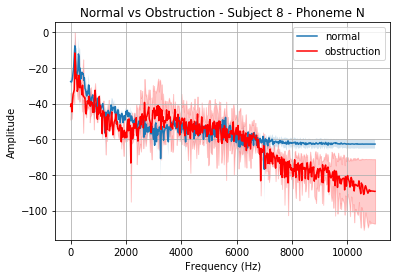 Normal vs Obstruction - Subject 8 - Phoneme N
normal
obstruction
Amplitude
0
−20
−40
−60
−80
−100
0
2000
4000
6000
8000
10000
Frequency (Hz)